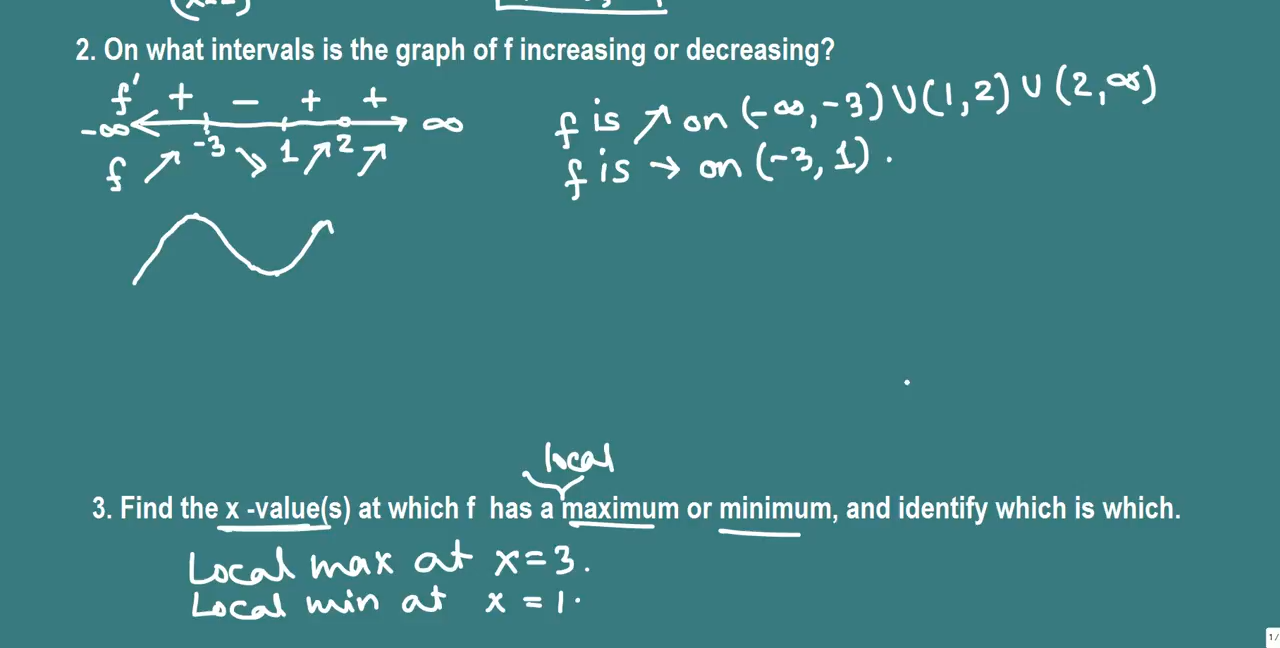 2. On what intervals is the graph of f increasing or decreasing?
f' + − + +
-∞ -3 1 2 ∞
f ↗ ↘ ↗ ↗
f is ↗ on (-∞, -3) ∪ (1, 2) ∪ (2, ∞)
f is → on (-3, 1).
local
3. Find the x -value(s) at which f has a maximum or minimum, and identify which is which.
Local max at x = 3.
Local min at x = 1.
1/